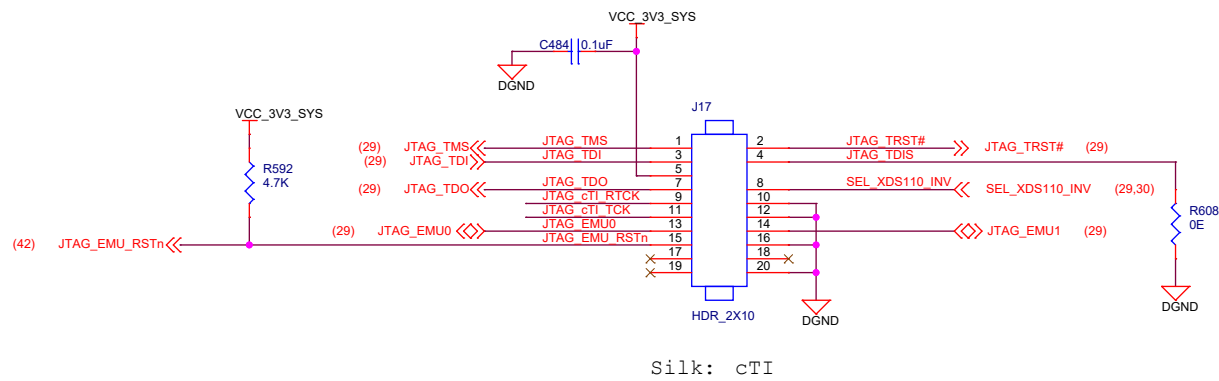 VCC_3V3_SYS
C484 0.1uF
DGND
J17
VCC_3V3_SYS
(29) JTAG_TMS JTAG_TMS 1 2 JTAG_TRST# JTAG_TRST# (29)
(29) JTAG_TDI JTAG_TDI 3 4 JTAG_TDIS
R592 5
4.7K
(29) JTAG_TDO JTAG_TDO 7 8 SEL_XDS110_INV SEL_XDS110_INV (29,30)
JTAG_cTI_RTCK 9 10
JTAG_cTI_TCK 11 12 R608
0E
(29) JTAG_EMU0 JTAG_EMU0 13 14 JTAG_EMU1 (29)
(42) JTAG_EMU_RSTn JTAG_EMU_RSTn 15 16
17 18
19 20
DGND
HDR_2X10 DGND
Silk: cTI